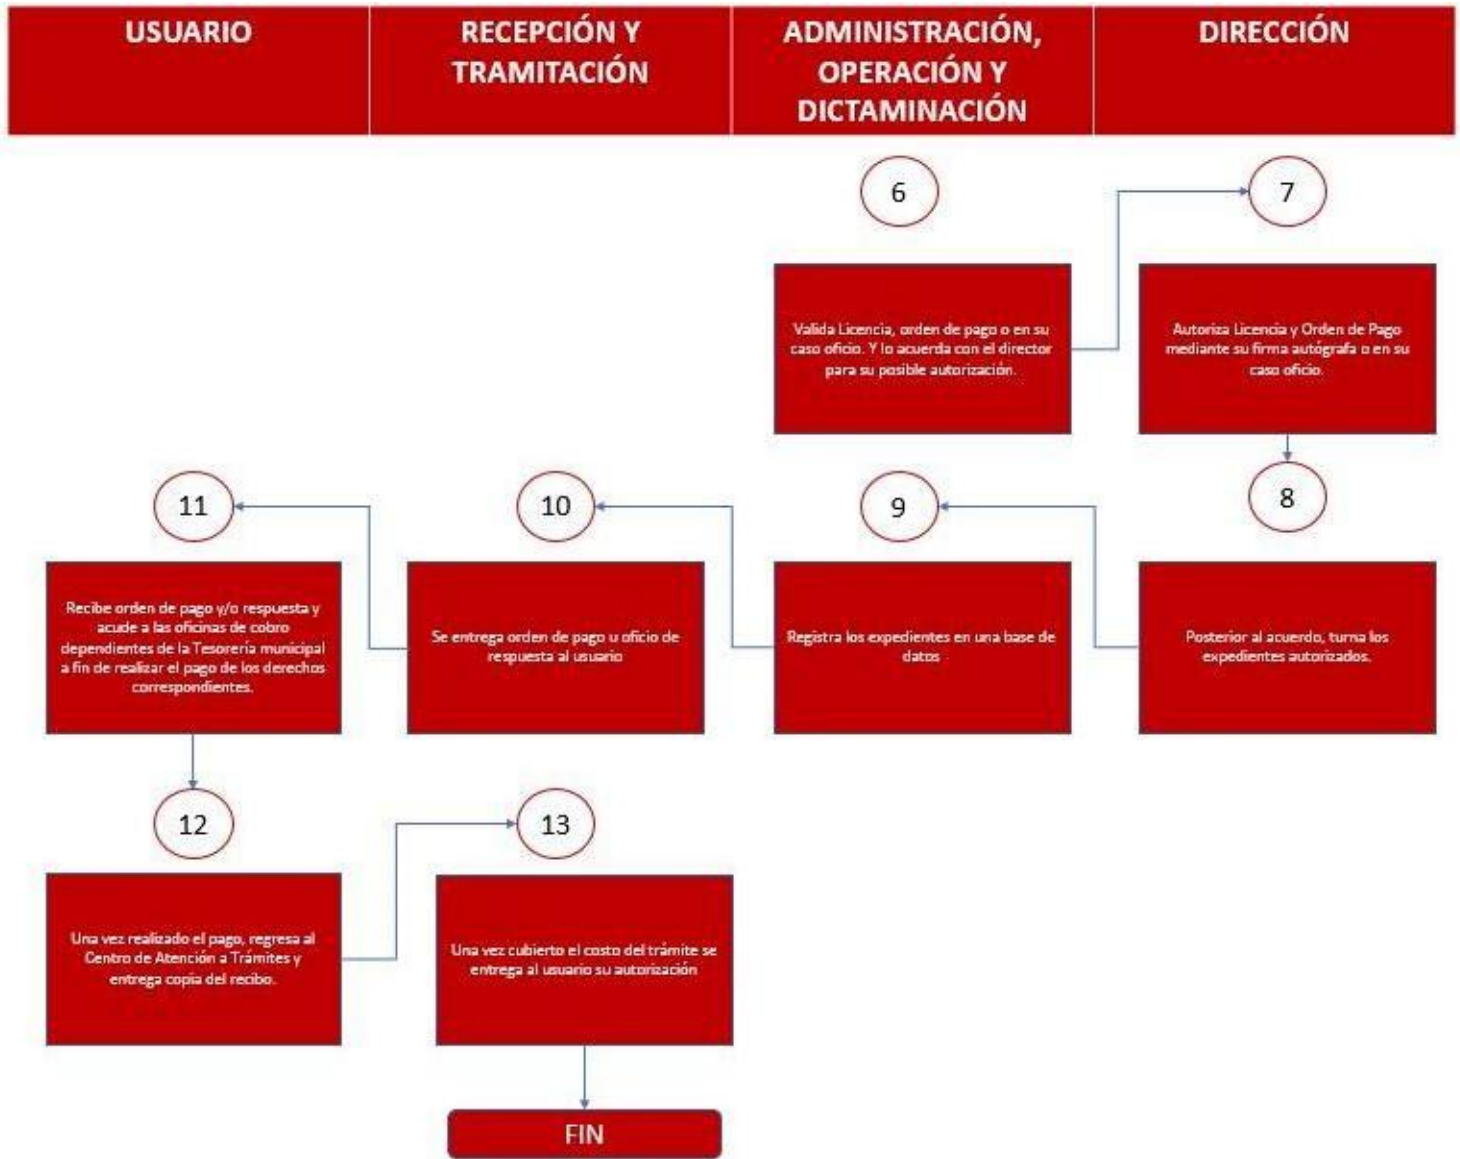 USUARIO
RECEPCIÓN Y
TRAMITACIÓN
ADMINISTRACIÓN,
OPERACIÓN Y
DICTAMINACIÓN
DIRECCIÓN
6
Valida Licencia, orden de pago o en su
caso oficio. Y lo acuerda con el director
para su posible autorización.
7
Autoriza Licencia y Orden de Pago
mediante su firma autógrafa o en su
caso oficio.
8
Posterior al acuerdo, turna los
expedientes autorizados.
9
Registra los expedientes en una base de
datos
10
Se entrega orden de pago u oficio de
respuesta al usuario
11
Recibe orden de pago y/o respuesta y
acude a las oficinas de cobro
dependientes de la Tesorería municipal
a fin de realizar el pago de los derechos
correspondientes.
12
Una vez realizado el pago, regresa al
Centro de Atención a Trámites y
entrega copia del recibo.
13
Una vez cubierto el costo del trámite se
entrega al usuario su autorización
FIN